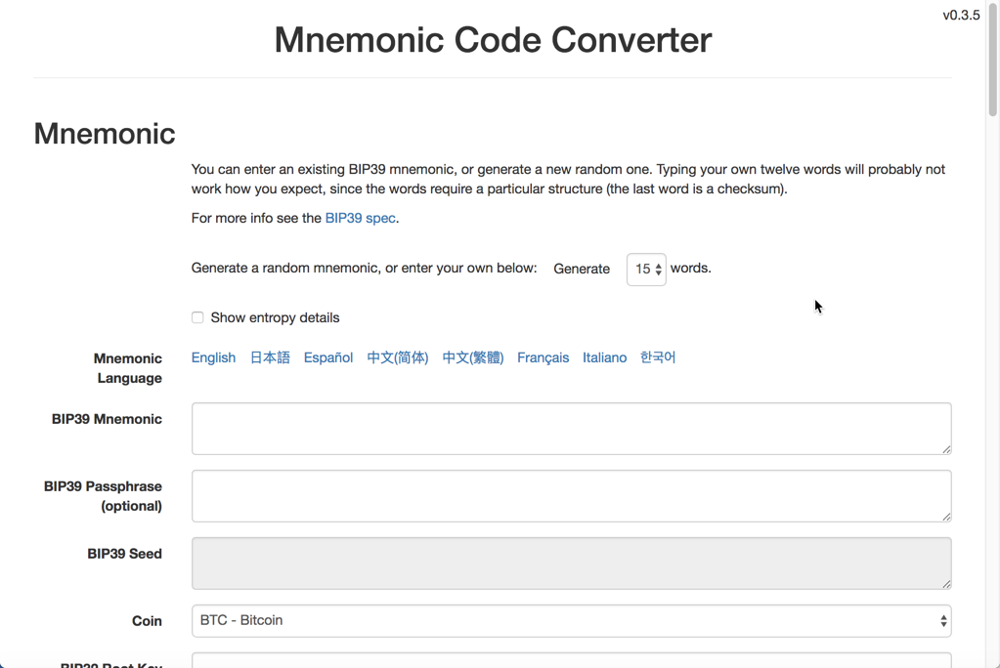 v0.3.5
Mnemonic Code Converter
Mnemonic
You can enter an existing BIP39 mnemonic, or generate a new random one. Typing your own twelve words will probably not
work how you expect, since the words require a particular structure (the last word is a checksum).
For more info see the BIP39 spec.
Generate a random mnemonic, or enter your own below: Generate 15 words.
Show entropy details
Mnemonic
Language
English 日本語 Español 中文(简体) 中文(繁體) Français Italiano 한국어
BIP39 Mnemonic
BIP39 Passphrase
(optional)
BIP39 Seed
Coin BTC - Bitcoin